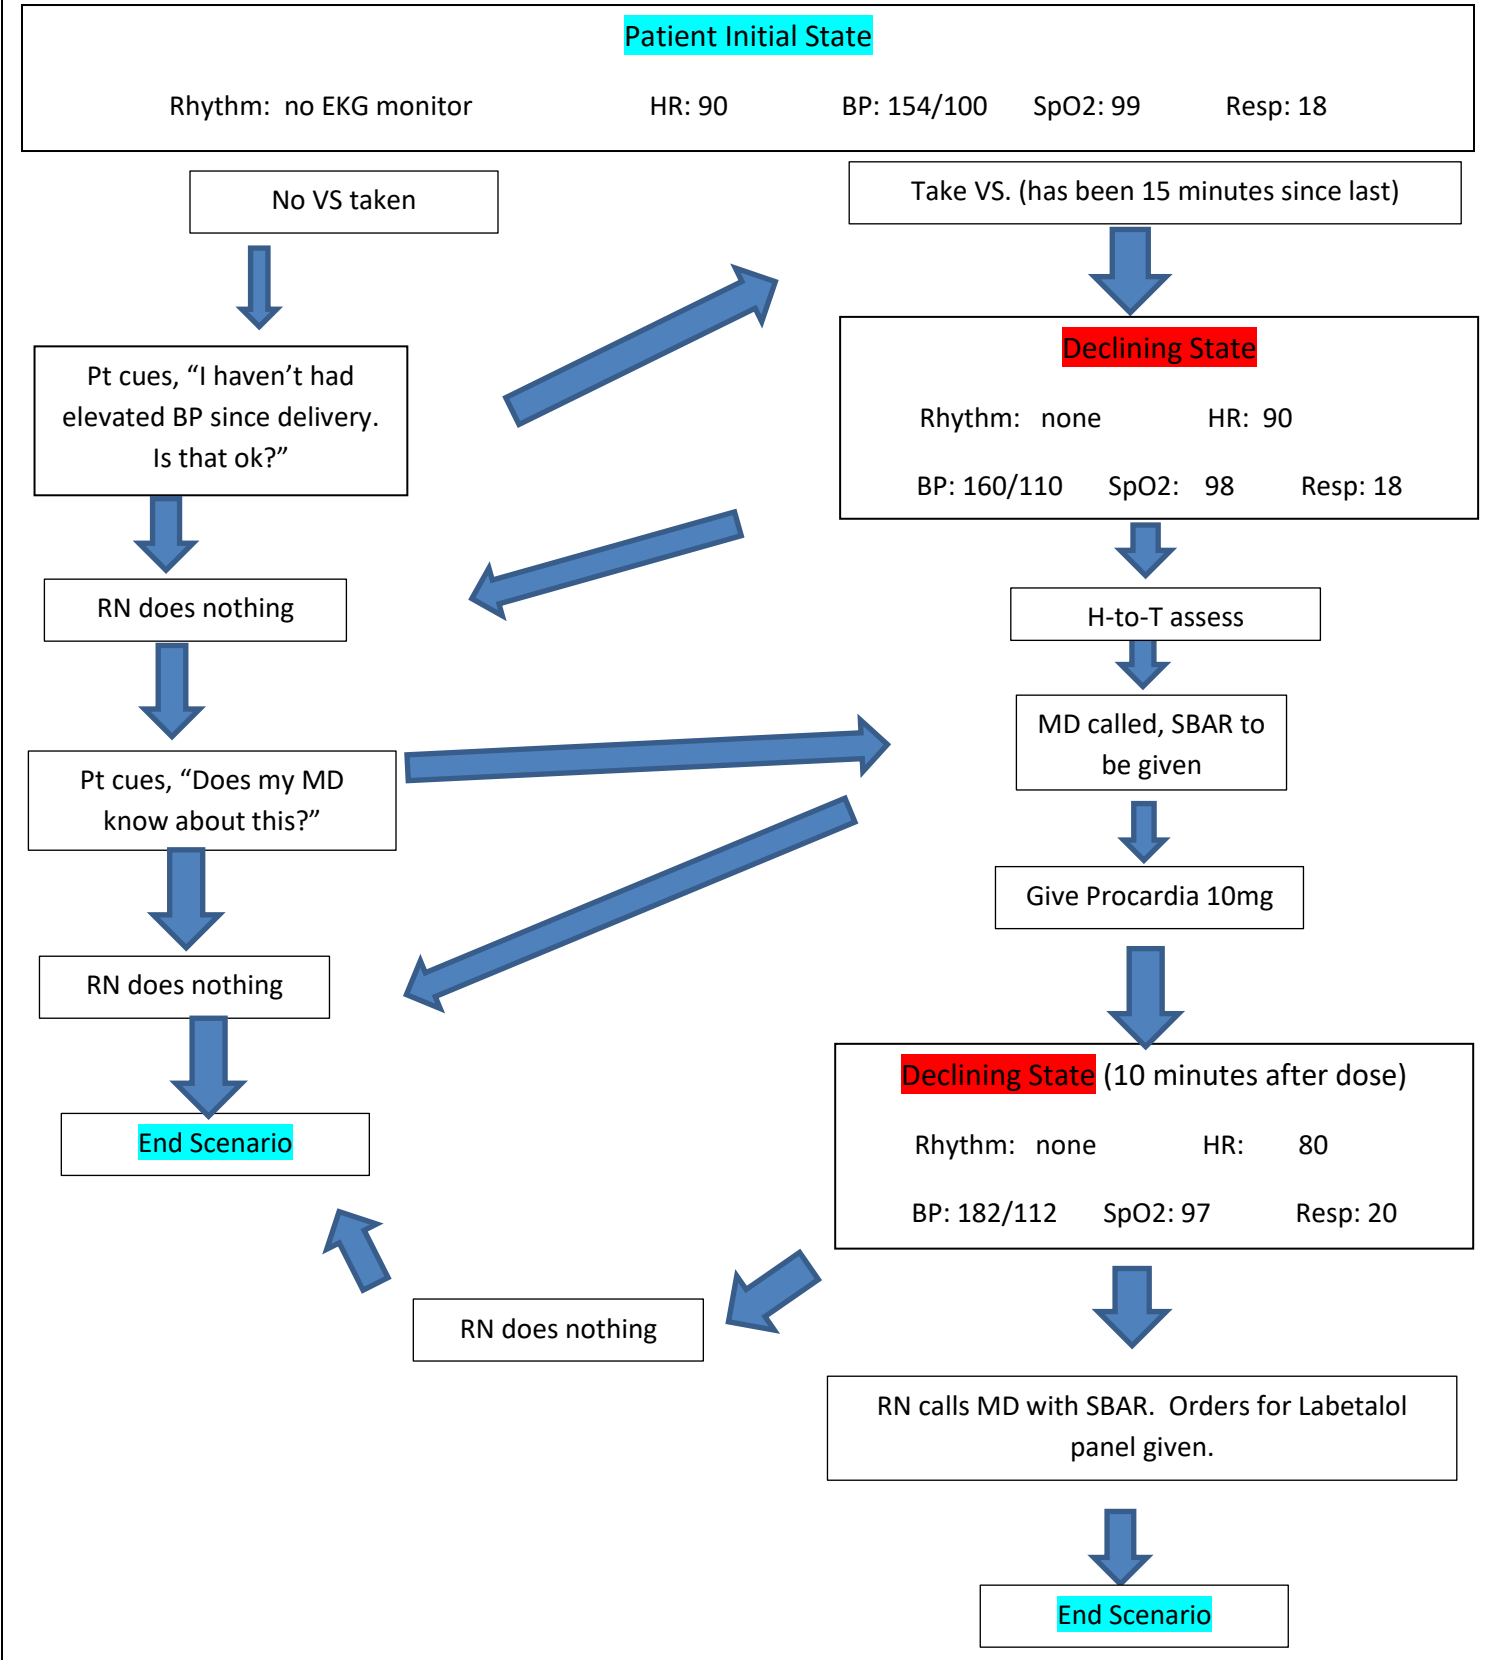 Patient Initial State
Rhythm: no EKG monitor HR: 90 BP: 154/100 SpO2: 99 Resp: 18
No VS taken
Take VS. (has been 15 minutes since last)
Pt cues, “I haven’t had
elevated BP since delivery.
Is that ok?”
Declining State
Rhythm: none HR: 90
BP: 160/110 SpO2: 98 Resp: 18
RN does nothing
H-to-T assess
Pt cues, “Does my MD
know about this?”
MD called, SBAR to
be given
Give Procardia 10mg
RN does nothing
End Scenario
Declining State (10 minutes after dose)
Rhythm: none HR: 80
BP: 182/112 SpO2: 97 Resp: 20
RN does nothing
RN calls MD with SBAR. Orders for Labetalol
panel given.
End Scenario